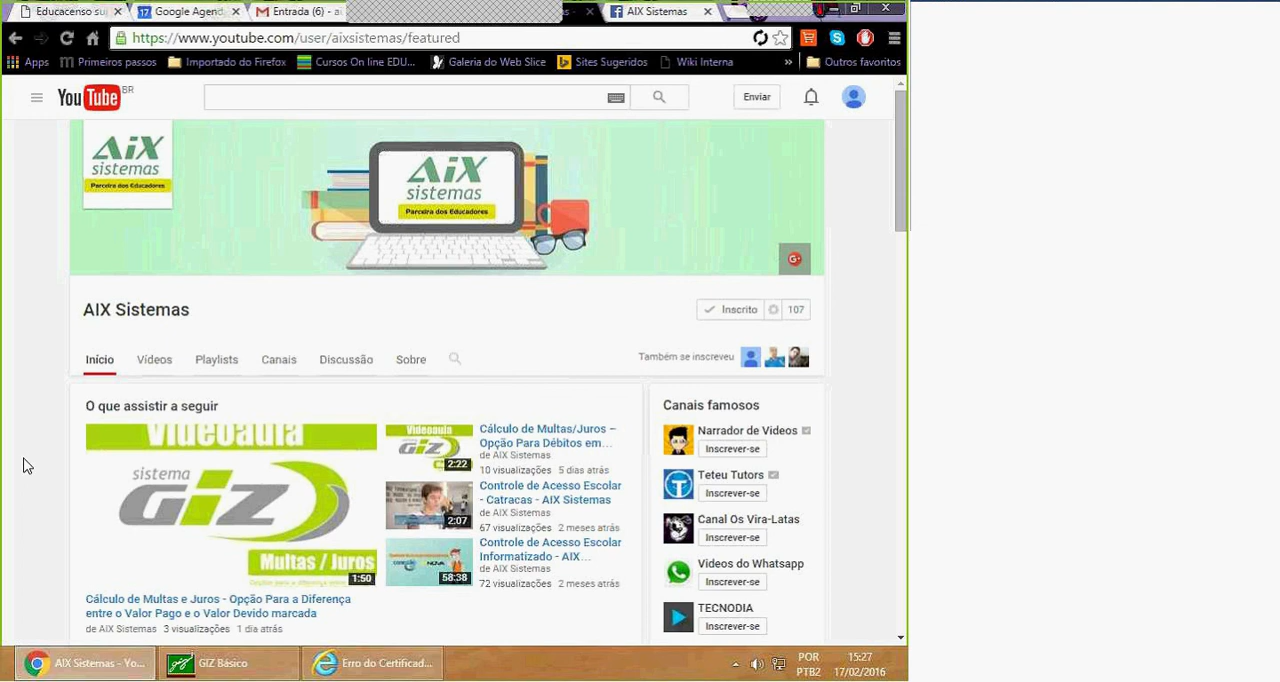 Educacenso su
17 Google Agend
Entrada (6) - a
AIX Sistemas
https://www.youtube.com/user/aixsistemas/featured
Apps
Primeiros passos
Importado do Firefox
Cursos On line EDU...
Galeria do Web Slice
Sites Sugeridos
Wiki Interna
»
Outros favoritos
YouTube BR
Enviar
AiX
sistemas
Parceira dos Educadores
AiX
sistemas
Parceira dos Educadores
AIX Sistemas
Inscrito 107
Início Vídeos Playlists Canais Discussão Sobre
Também se inscreveu
O que assistir a seguir
Videoaula
sistema
GIZ
Multas / Juros
Opções para a diferença
1:50
Cálculo de Multas e Juros - Opção Para a Diferença
entre o Valor Pago e o Valor Devido marcada
de AIX Sistemas 3 visualizações 1 dia atrás
Videoaula
GIZ
2:22
Cálculo de Multas/Juros –
Opção Para Débitos em...
de AIX Sistemas
10 visualizações 5 dias atrás
2:07
Controle de Acesso Escolar
- Catracas - AIX Sistemas
de AIX Sistemas
67 visualizações 2 meses atrás
58:38
Controle de Acesso Escolar
Informatizado - AIX...
de AIX Sistemas
72 visualizações 2 meses atrás
Canais famosos
Narrador de Videos
Inscrever-se
Teteu Tutors
Inscrever-se
Canal Os Vira-Latas
Inscrever-se
Videos do Whatsapp
Inscrever-se
TECNODIA
Inscrever-se
AIX Sistemas - Yo...
GIZ Básico
Erro do Certificad...
POR
PTB2
15:27
17/02/2016